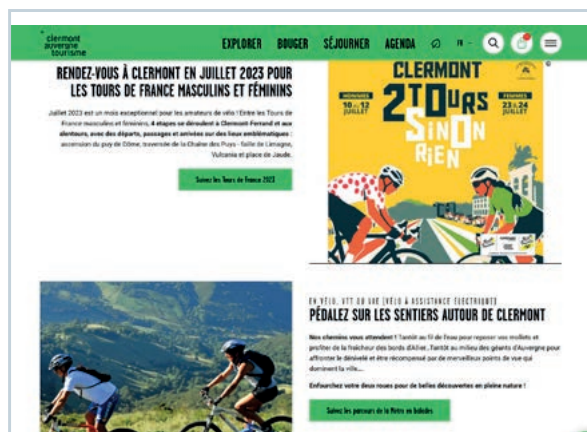 clermont
auvergne
tourisme
EXPLORER BOUGER SÉJOURNER AGENDA FR
RENDEZ-VOUS À CLERMONT EN JUILLET 2023 POUR
LES TOURS DE FRANCE MASCULINS ET FÉMININS
Juillet 2023 est un mois exceptionnel pour les amateurs de vélo ! Entre les Tours de
France masculins et féminins, 4 étapes se déroulent à Clermont-Ferrand et aux
alentours, avec des départs, passages et arrivées sur des lieux emblématiques :
ascension du puy de Dôme, traversée de la Chaîne des Puys - faille de Limagne,
Vulcania et place de Jaude.
Suivez les Tours de France 2023
CLERMONT
HOMMES
10 AU 12
JUILLET
2 TOURS
SINON
RIEN
FEMMES
23 & 24
JUILLET
EN VÉLO, VTT OU VAE (VÉLO À ASSISTANCE ÉLECTRIQUE)
PÉDALEZ SUR LES SENTIERS AUTOUR DE CLERMONT
Nos chemins vous attendent ! Tantôt au fil de l'eau pour reposer vos mollets et
profiter de la fraîcheur des bords d'Allier. Tantôt au milieu des géants d'Auvergne pour
affronter le dénivelé et être récompensé par de merveilleux points de vue qui
dominent la ville...
Enfourchez votre deux roues pour de belles découvertes en pleine nature !
Suivez les parcours de la Métro en balades